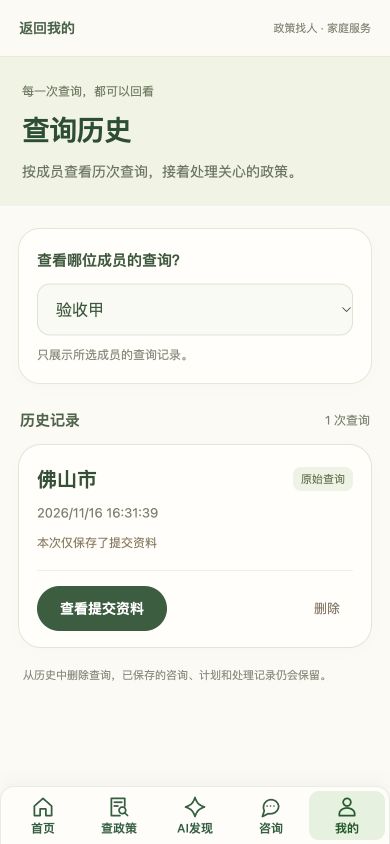 返回我的
政策找人 · 家庭服务
每一次查询，都可以回看
查询历史
按成员查看历次查询，接着处理关心的政策。
查看哪位成员的查询?
验收甲
只展示所选成员的查询记录。
历史记录
1 次查询
佛山市
原始查询
2026/11/16 16:31:39
本次仅保存了提交资料
查看提交资料
删除
从历史中删除查询，已保存的咨询、计划和处理记录仍会保留。
首页
查政策
AI发现
咨询
我的